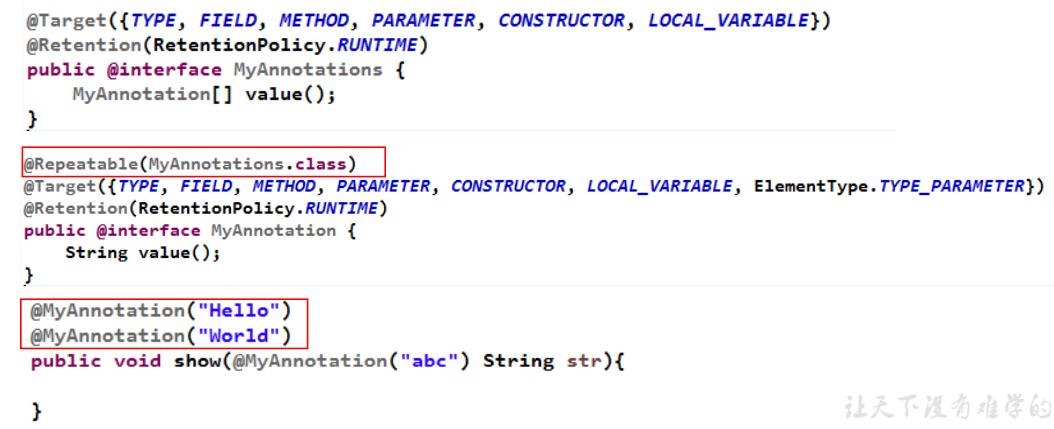 @Target({TYPE, FIELD, METHOD, PARAMETER, CONSTRUCTOR, LOCAL_VARIABLE})
@Retention(RetentionPolicy.RUNTIME)
public @interface MyAnnotations {
    MyAnnotation[] value();
}
@Repeatable(MyAnnotations.class)
@Target({TYPE, FIELD, METHOD, PARAMETER, CONSTRUCTOR, LOCAL_VARIABLE, ElementType.TYPE_PARAMETER})
@Retention(RetentionPolicy.RUNTIME)
public @interface MyAnnotation {
    String value();
}
@MyAnnotation("Hello")
@MyAnnotation("World")
public void show(@MyAnnotation("abc") String str){
}
让天下没有难学的